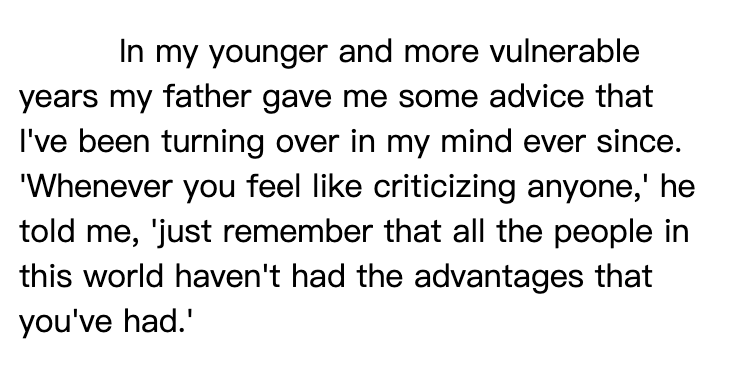 In my younger and more vulnerable
years my father gave me some advice that
I've been turning over in my mind ever since.
'Whenever you feel like criticizing anyone,' he
told me, 'just remember that all the people in
this world haven't had the advantages that
you've had.'